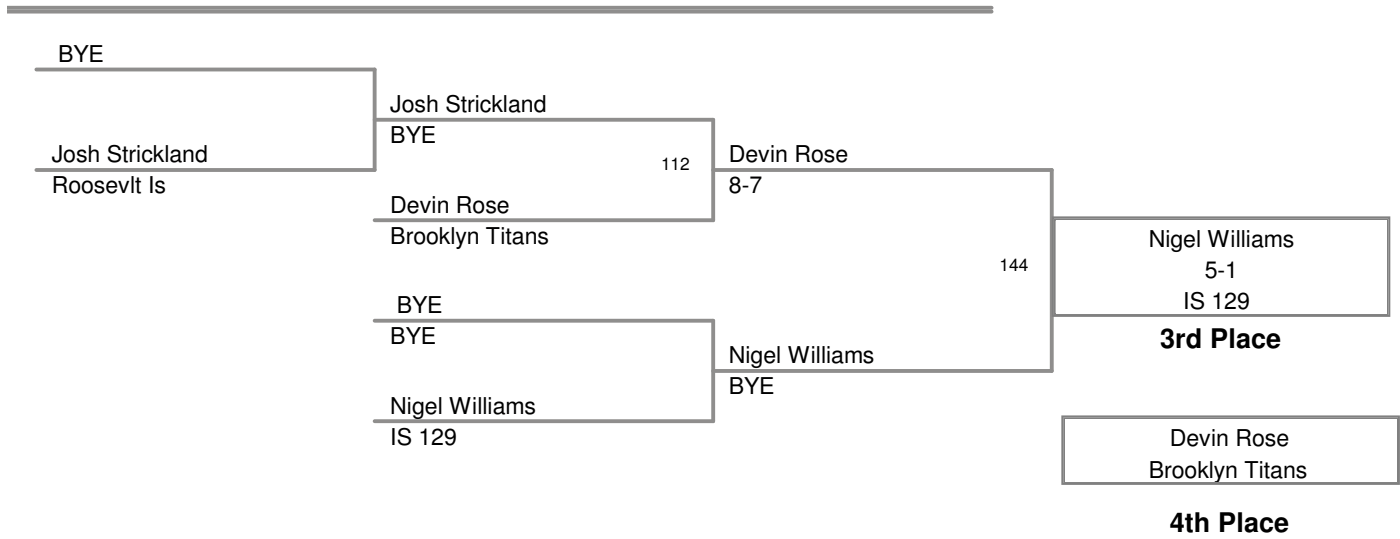 BYE
Josh Strickland
Roosevlt Is
Josh Strickland
BYE
112
Devin Rose
Brooklyn Titans
BYE
BYE
Nigel Williams
IS 129
Devin Rose
8-7
144
Nigel Williams
BYE
Nigel Williams
5-1
IS 129
3rd Place
Devin Rose
Brooklyn Titans
4th Place